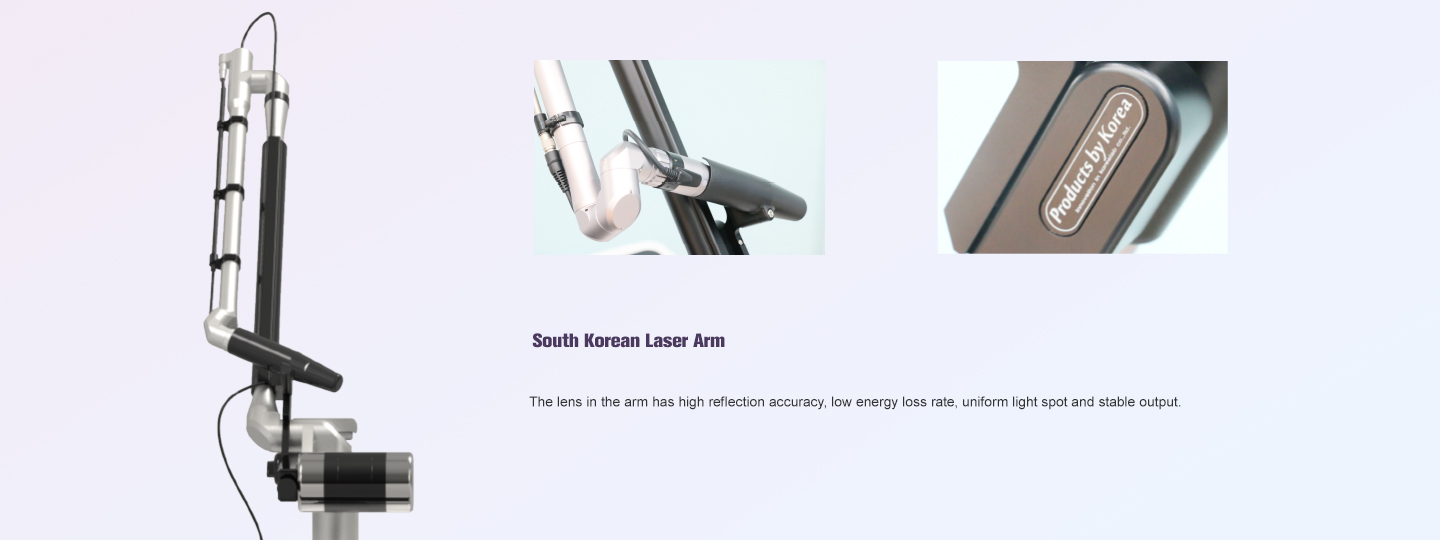 Products by Korea
South Korean Laser Arm
The lens in the arm has high reflection accuracy, low energy loss rate, uniform light spot and stable output.